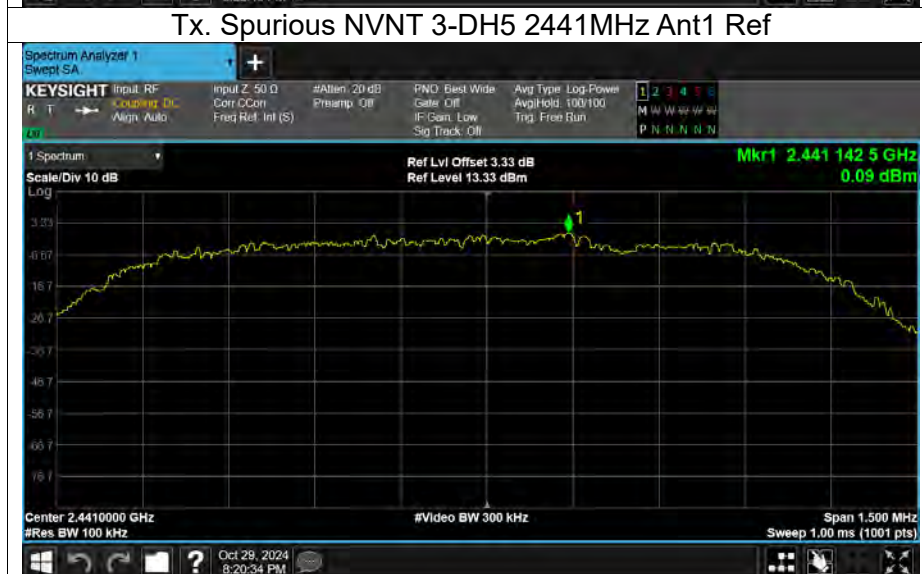 Tx. Spurious NVNT 3-DH5 2441MHz Ant1 Ref
Spectrum Analyzer 1
Swept SA
+
KEYSIGHT
R T
Input: RF
Coupling: DC
Align: Auto
Input Z: 50 Ω
Corr CCorr
Freq Ref: Int (S)
#Atten: 20 dB
Preamp: Off
PNO: Best Wide
Gate: Off
IF Gain: Low
Sig Track: Off
Avg Type: Log-Power
Avg|Hold: 100/100
Trig: Free Run
1 2 3 4 5 6
M W W W W W
P N N N N N
1 Spectrum
Scale/Div 10 dB
Log
Ref Lvl Offset 3.33 dB
Ref Level 13.33 dBm
Mkr1 2.441 142 5 GHz
0.09 dBm
1
3.33
-6.67
-16.7
-26.7
-36.7
-46.7
-56.7
-66.7
-76.7
Center 2.4410000 GHz
#Res BW 100 kHz
#Video BW 300 kHz
Span 1.500 MHz
Sweep 1.00 ms (1001 pts)
?
Oct 29, 2024
8:20:34 PM